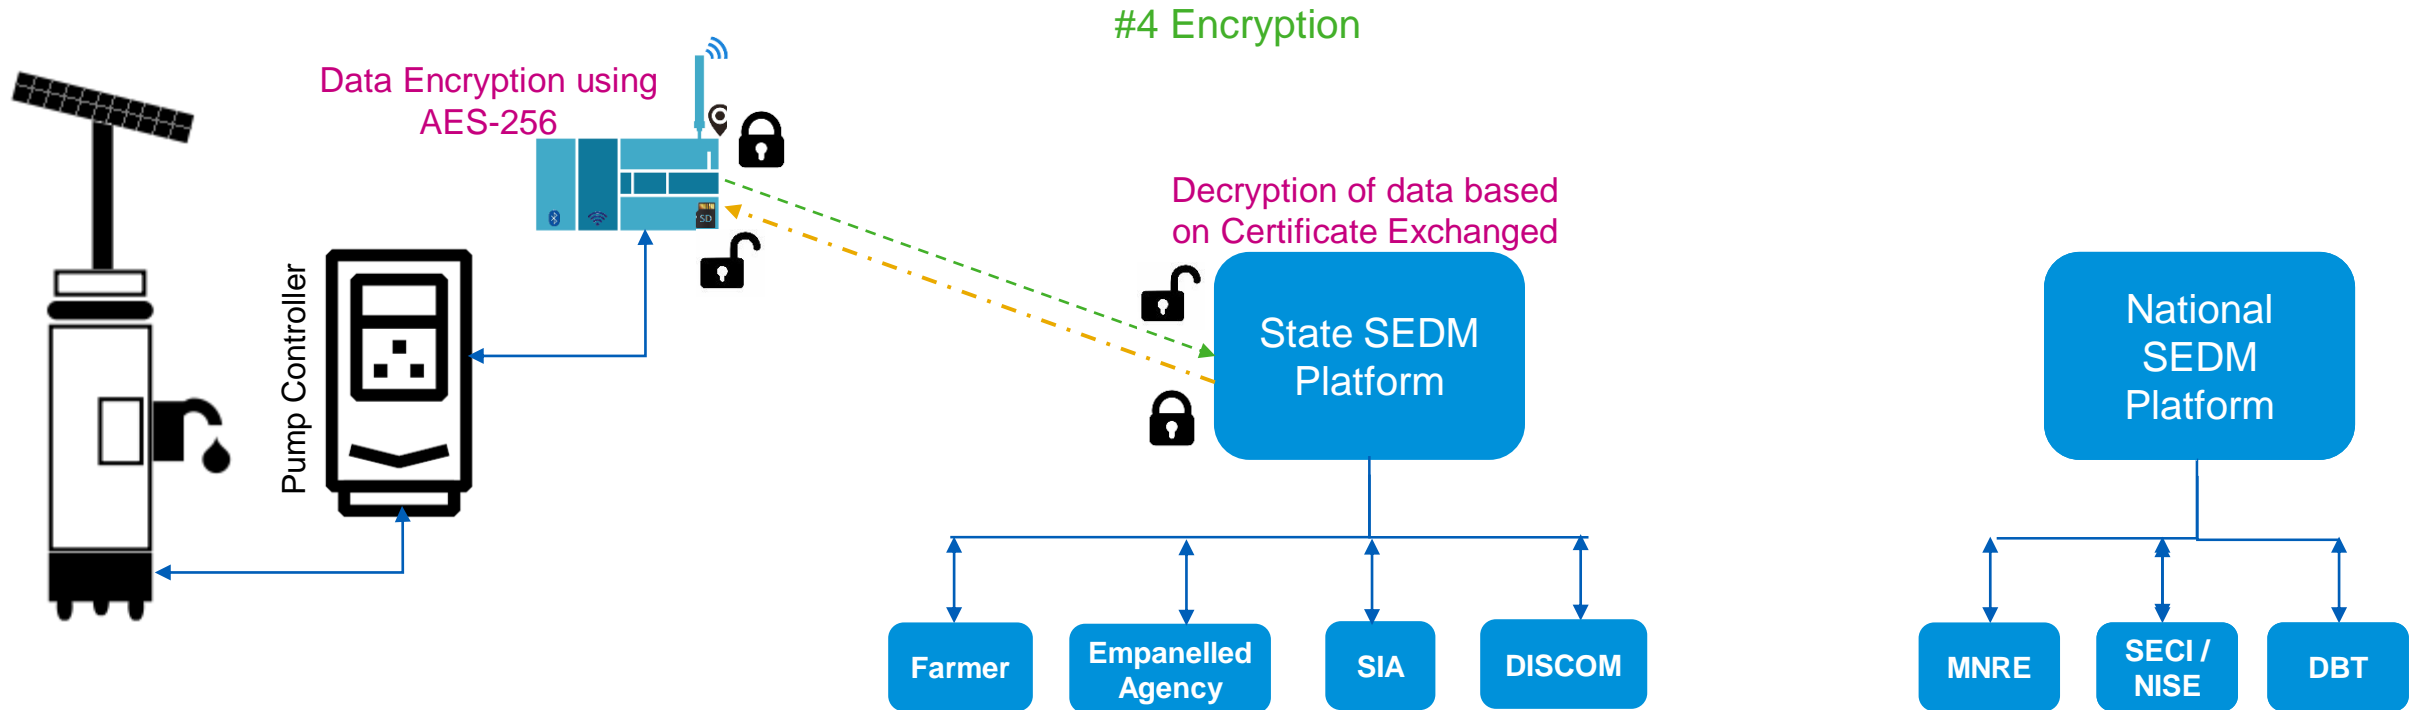 #4 Encryption
Data Encryption using
AES-256
SD
Decryption of data based
on Certificate Exchanged
Pump Controller
State SEDM
Platform
National
SEDM
Platform
Farmer
Empanelled
Agency
SIA
DISCOM
MNRE
SECI /
NISE
DBT